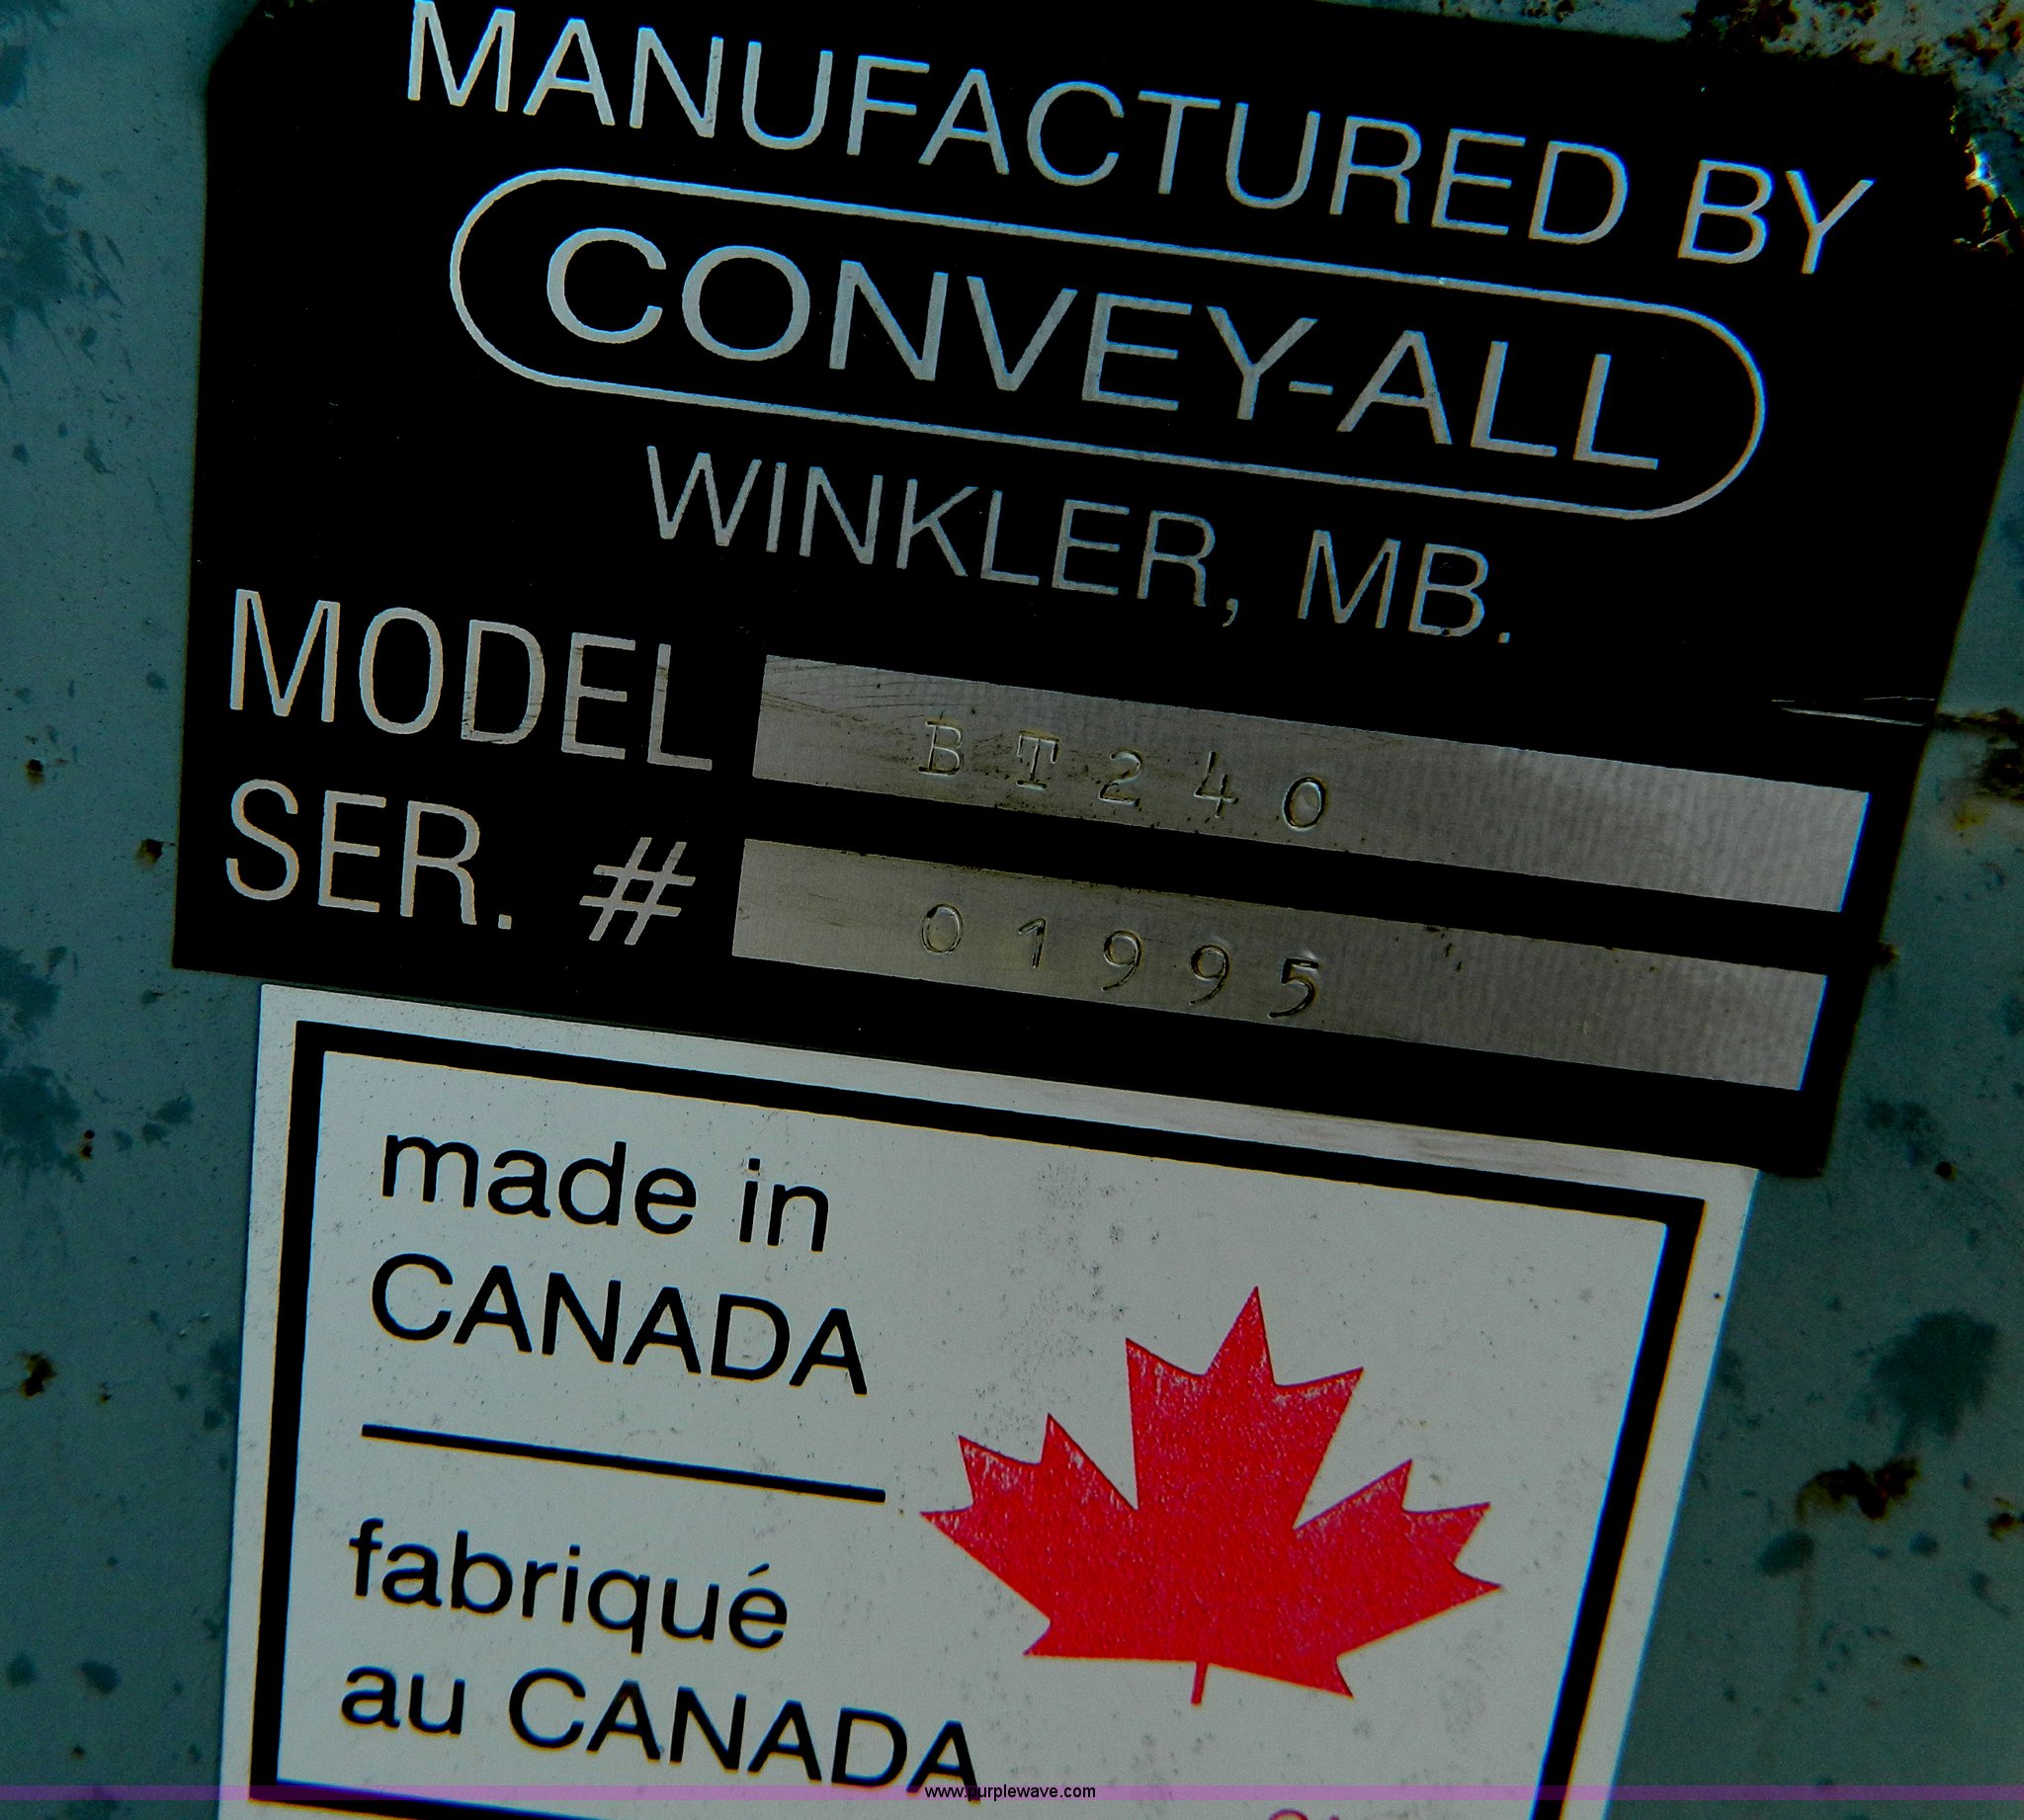 MANUFACTURED BY
CONVEY-ALL
WINKLER, MB.
MODEL BT240
SER. # 01995
made in
CANADA
fabriqué
au CANADA
www.purplewave.com